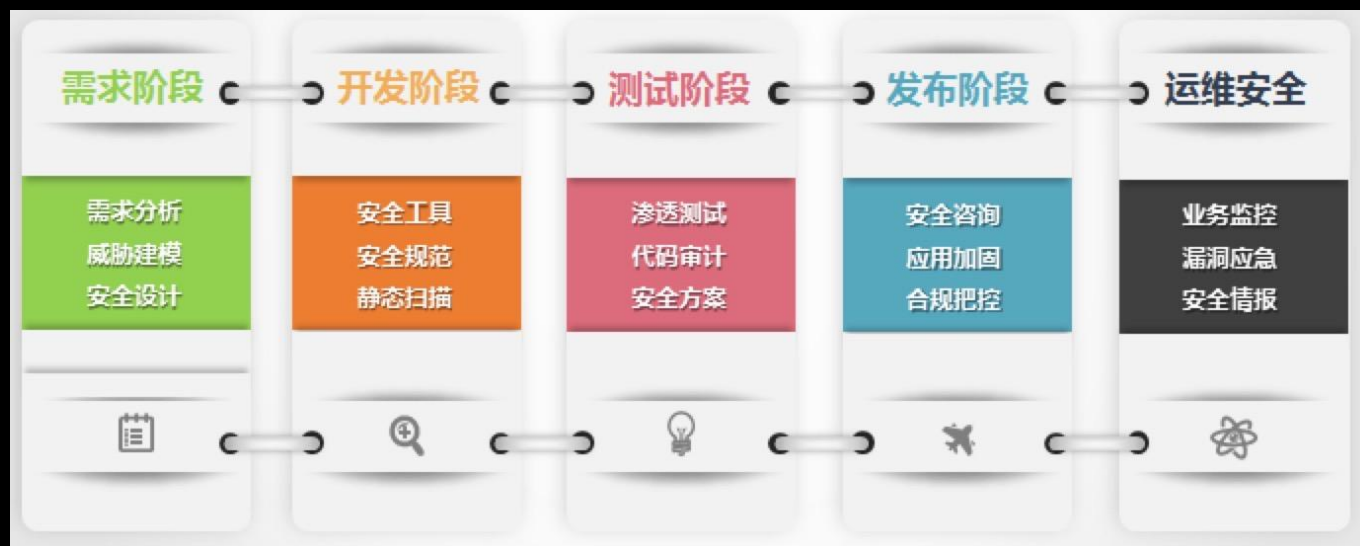 需求阶段
开发阶段
测试阶段
发布阶段
运维安全
需求分析
威胁建模
安全设计
安全工具
安全规范
静态扫描
渗透测试
代码审计
安全方案
安全咨询
应用加固
合规把控
业务监控
漏洞应急
安全情报